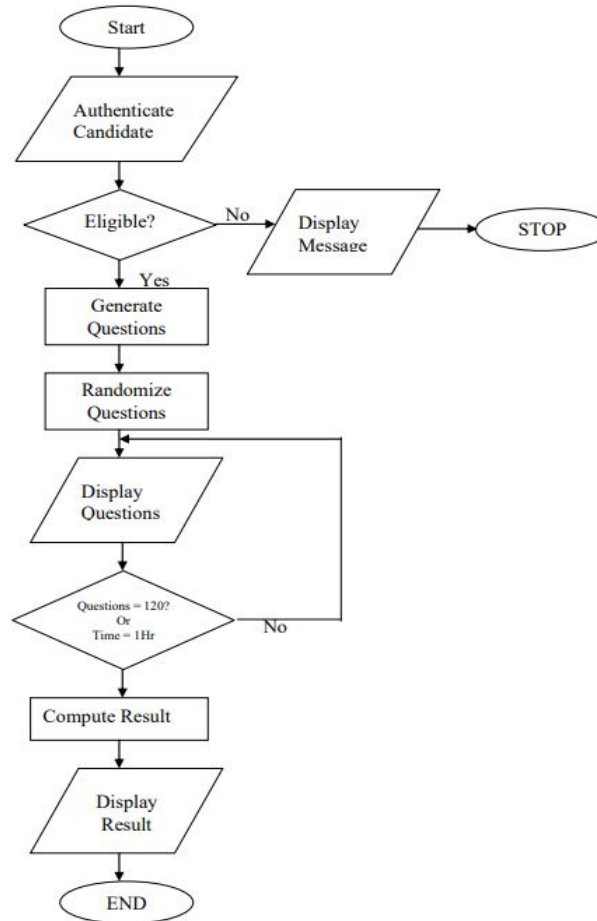 Start
Authenticate
Candidate
Eligible?
No
Display
Message
STOP
Yes
Generate
Questions
Randomize
Questions
Display
Questions
Questions = 120?
Or
Time = 1Hr
No
Compute Result
Display
Result
END